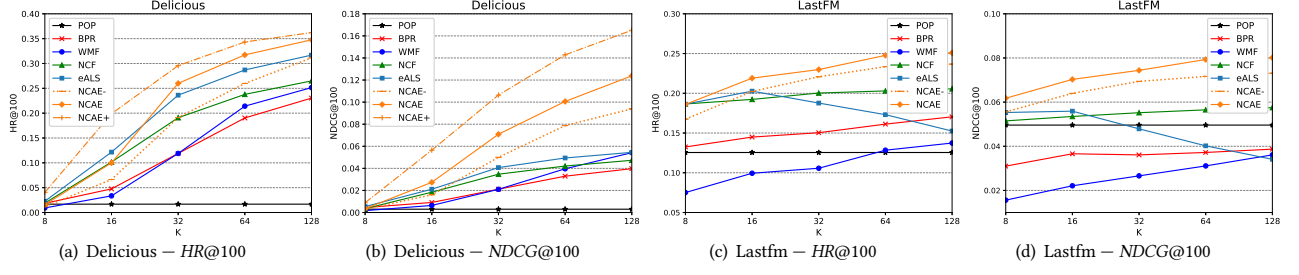 Delicious
HR@100
0.40
0.35
0.30
0.25
0.20
0.15
0.10
0.05
0.00
POP
BPR
WMF
NCF
eALS
NCAE-
NCAE
NCAE+
8 16 32 64 128
K
(a) Delicious – HR@100
Delicious
NDCG@100
0.18
0.16
0.14
0.12
0.10
0.08
0.06
0.04
0.02
0.00
POP
BPR
WMF
NCF
eALS
NCAE-
NCAE
NCAE+
8 16 32 64 128
K
(b) Delicious – NDCG@100
LastFM
HR@100
0.30
0.25
0.20
0.15
0.10
0.05
POP
BPR
WMF
NCF
eALS
NCAE-
NCAE
8 16 32 64 128
K
(c) Lastfm – HR@100
LastFM
NDCG@100
0.10
0.08
0.06
0.04
0.02
POP
BPR
WMF
NCF
eALS
NCAE-
NCAE
8 16 32 64 128
K
(d) Lastfm – NDCG@100